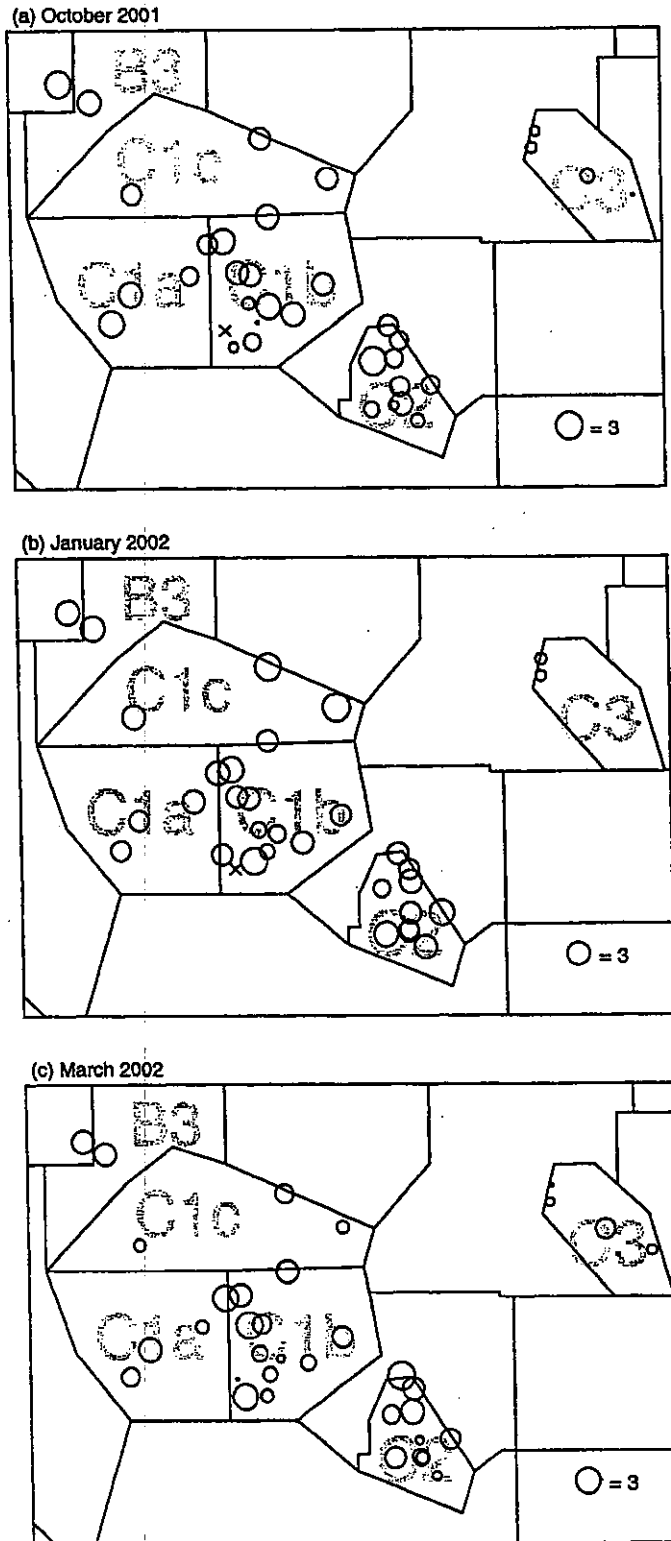 (a) October 2001
B3
C1c
C3
C1a
C1b
C2
= 3
(b) January 2002
B3
C1c
C3
C1a
C1b
C2
= 3
(c) March 2002
B3
C1c
C3
C1a
C1b
C2
= 3